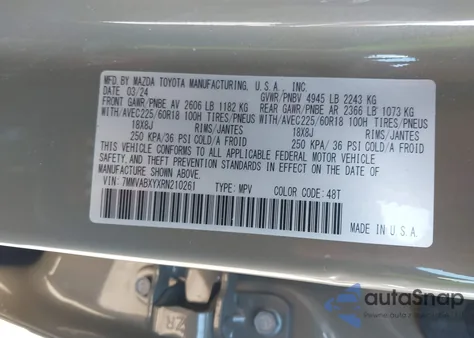 MFD. BY MAZDA TOYOTA MANUFACTURING, U.S.A., INC.
DATE: 03/24 GVWR/PNBV 4945 LB 2243 KG
FRONT GAWR/PNBE AV 2606 LB 1182 KG REAR GAWR/PNBE AR 2366 LB 1073 KG
WITH/AVEC225/60R18 100H TIRES/PNEUS WITH/AVEC225/60R18 100H TIRES/PNEUS
18X8J RIMS/JANTES 18X8J RIMS/JANTES
250 KPA/ 36 PSI COLD/A FROID 250 KPA/ 36 PSI COLD/A FROID
THIS VEHICLE CONFORMS TO ALL APPLICABLE FEDERAL MOTOR
VEHICLE SAFETY AND THEFT PREVENTION STANDARDS IN EFFECT ON THE DATE OF
MANUFACTURE SHOWN ABOVE.
VIN: 7MMVABXYXRN210261 TYPE: MPV COLOR CODE: 48T
MADE IN U.S.A.
autoSnap